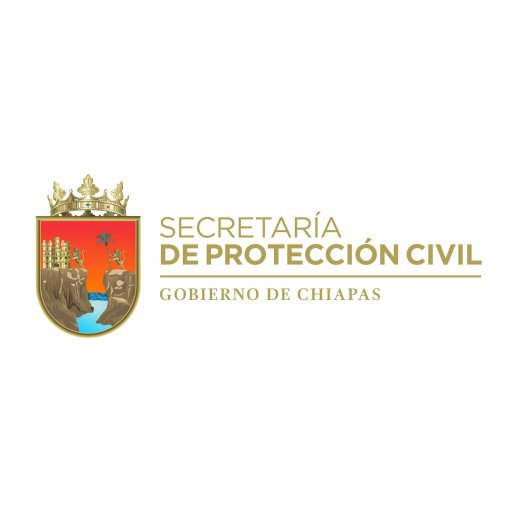 SECRETARÍA
DE PROTECCIÓN CIVIL
GOBIERNO DE CHIAPAS